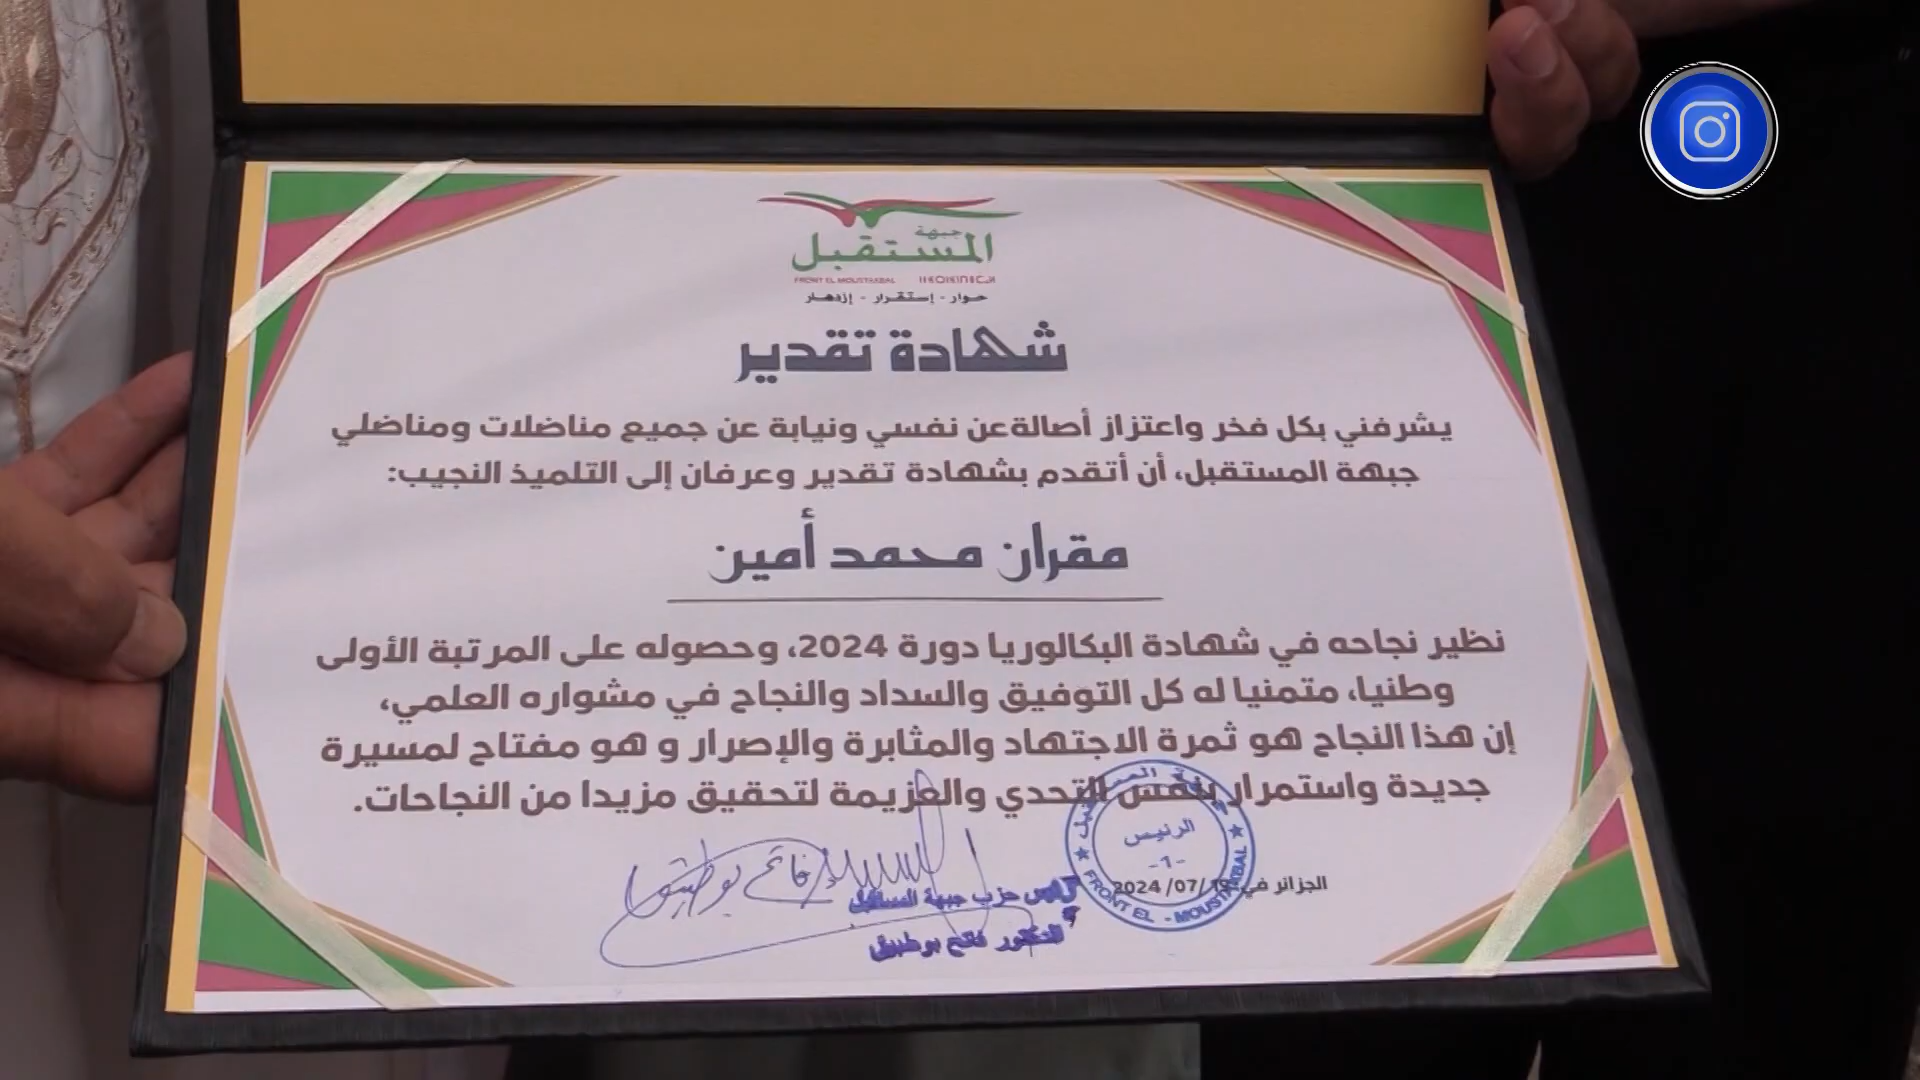 جبهة
المستقبل
FRONT EL MOUSTAKBAL
حوار - إستقرار - إزدهار
شهادة تقدير
يشرفني بكل فخر واعتزاز أصالةعن نفسي ونيابة عن جميع مناضلات ومناضلي
جبهة المستقبل، أن أتقدم بشهادة تقدير وعرفان إلى التلميذ النجيب:
مقران محمد أمين
نظير نجاحه في شهادة البكالوريا دورة 2024، وحصوله على المرتبة الأولى
وطنيا، متمنيا له كل التوفيق والسداد والنجاح في مشواره العلمي،
إن هذا النجاح هو ثمرة الاجتهاد والمثابرة والإصرار و هو مفتاح لمسيرة
جديدة واستمرار بنفس التحدي والعزيمة لتحقيق مزيدا من النجاحات.
الرئيس
-1-
FRONT EL - MOUSTAKBAL
الجزائر في: 19 /07/ 2024
رئيس حزب جبهة المستقبل
الدكتور فاتح بوطبيق